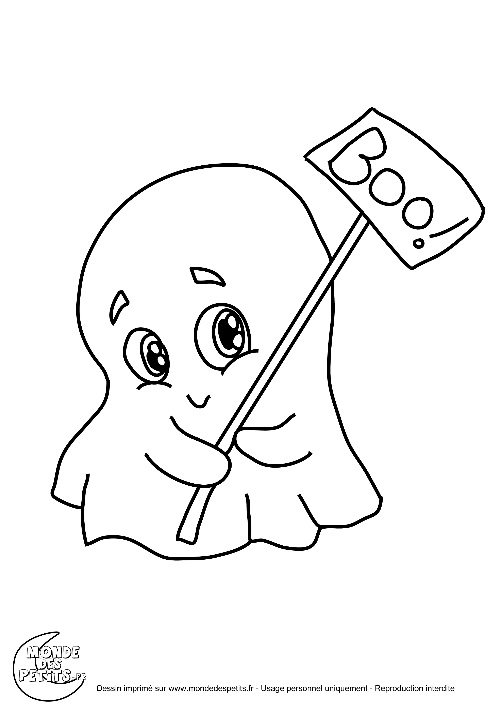 BOO!
MONDE
DES
PETITS.FR
Dessin imprimé sur www.mondedespetits.fr - Usage personnel uniquement - Reproduction interdite